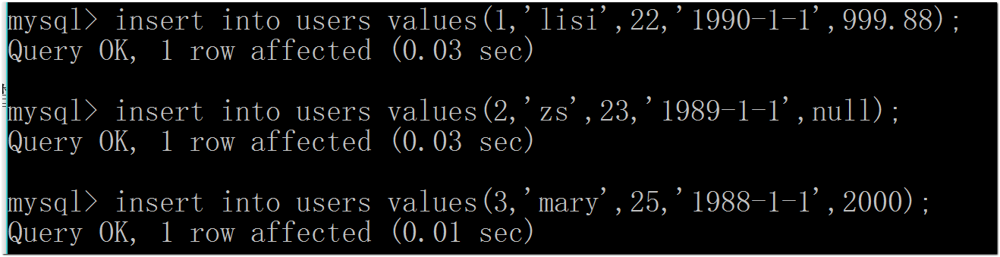 mysql> insert into users values(1,'lisi',22,'1990-1-1',999.88);
Query OK, 1 row affected (0.03 sec)
mysql> insert into users values(2,'zs',23,'1989-1-1',null);
Query OK, 1 row affected (0.03 sec)
mysql> insert into users values(3,'mary',25,'1988-1-1',2000);
Query OK, 1 row affected (0.01 sec)